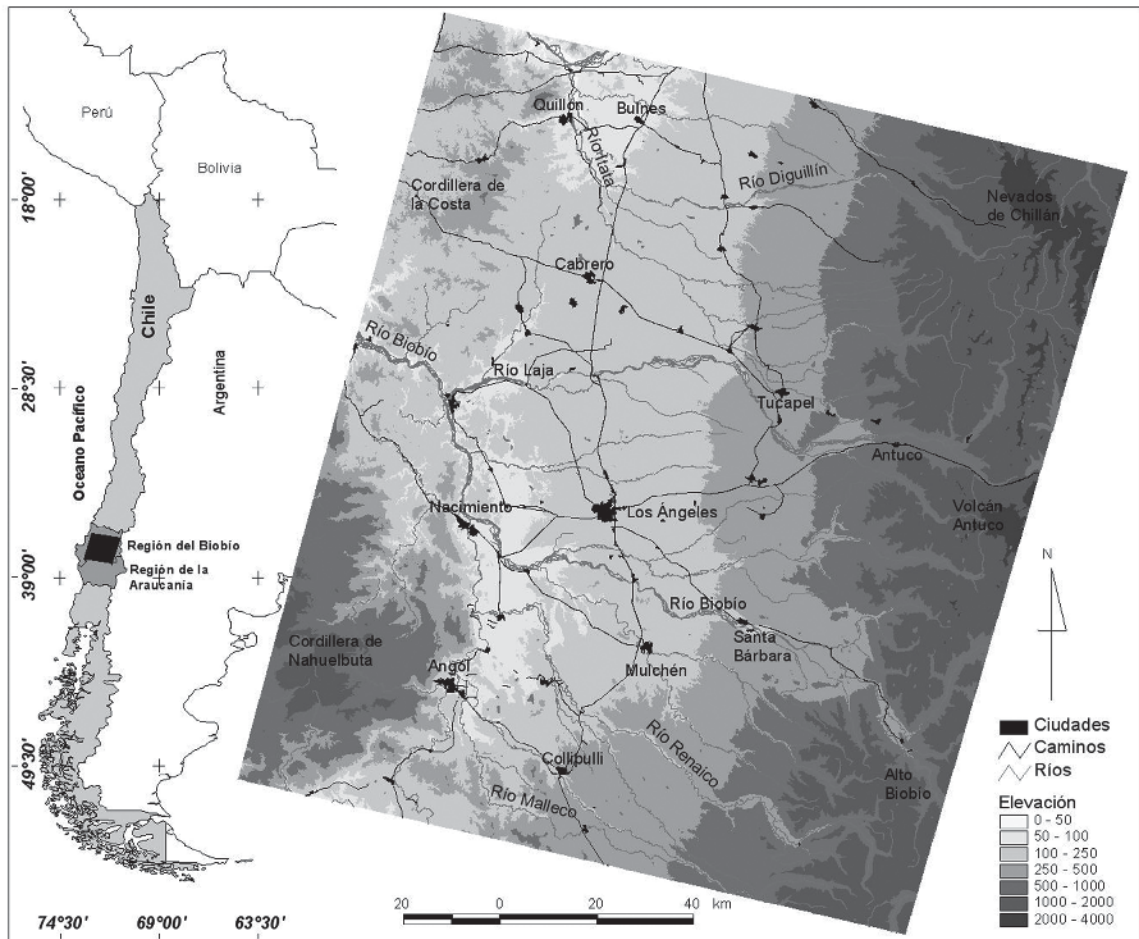 Perú
Bolivia
Chile
Argentina
Oceano Pacífico
Región del Biobío
Región de la
Araucanía
18°00'
28°30'
39°00'
49°30'
74°30'
69°00'
63°30'
Quillón
Bulnes
Río Itata
Río Diguillín
Cordillera de
la Costa
Nevados
de Chillán
Cabrero
Río Biobío
Río Laja
Tucapel
Antuco
Nacimiento
Los Ángeles
Volcán
Antuco
Río Biobío
Santa
Bárbara
Cordillera de
Nahuelbuta
Angol
Mulchén
Río Renaico
Collipulli
Río Malleco
Alto
Biobío
N
Ciudades
Caminos
Ríos
Elevación
0 - 50
50 - 100
100 - 250
250 - 500
500 - 1000
1000 - 2000
2000 - 4000
20 0 20 40 km